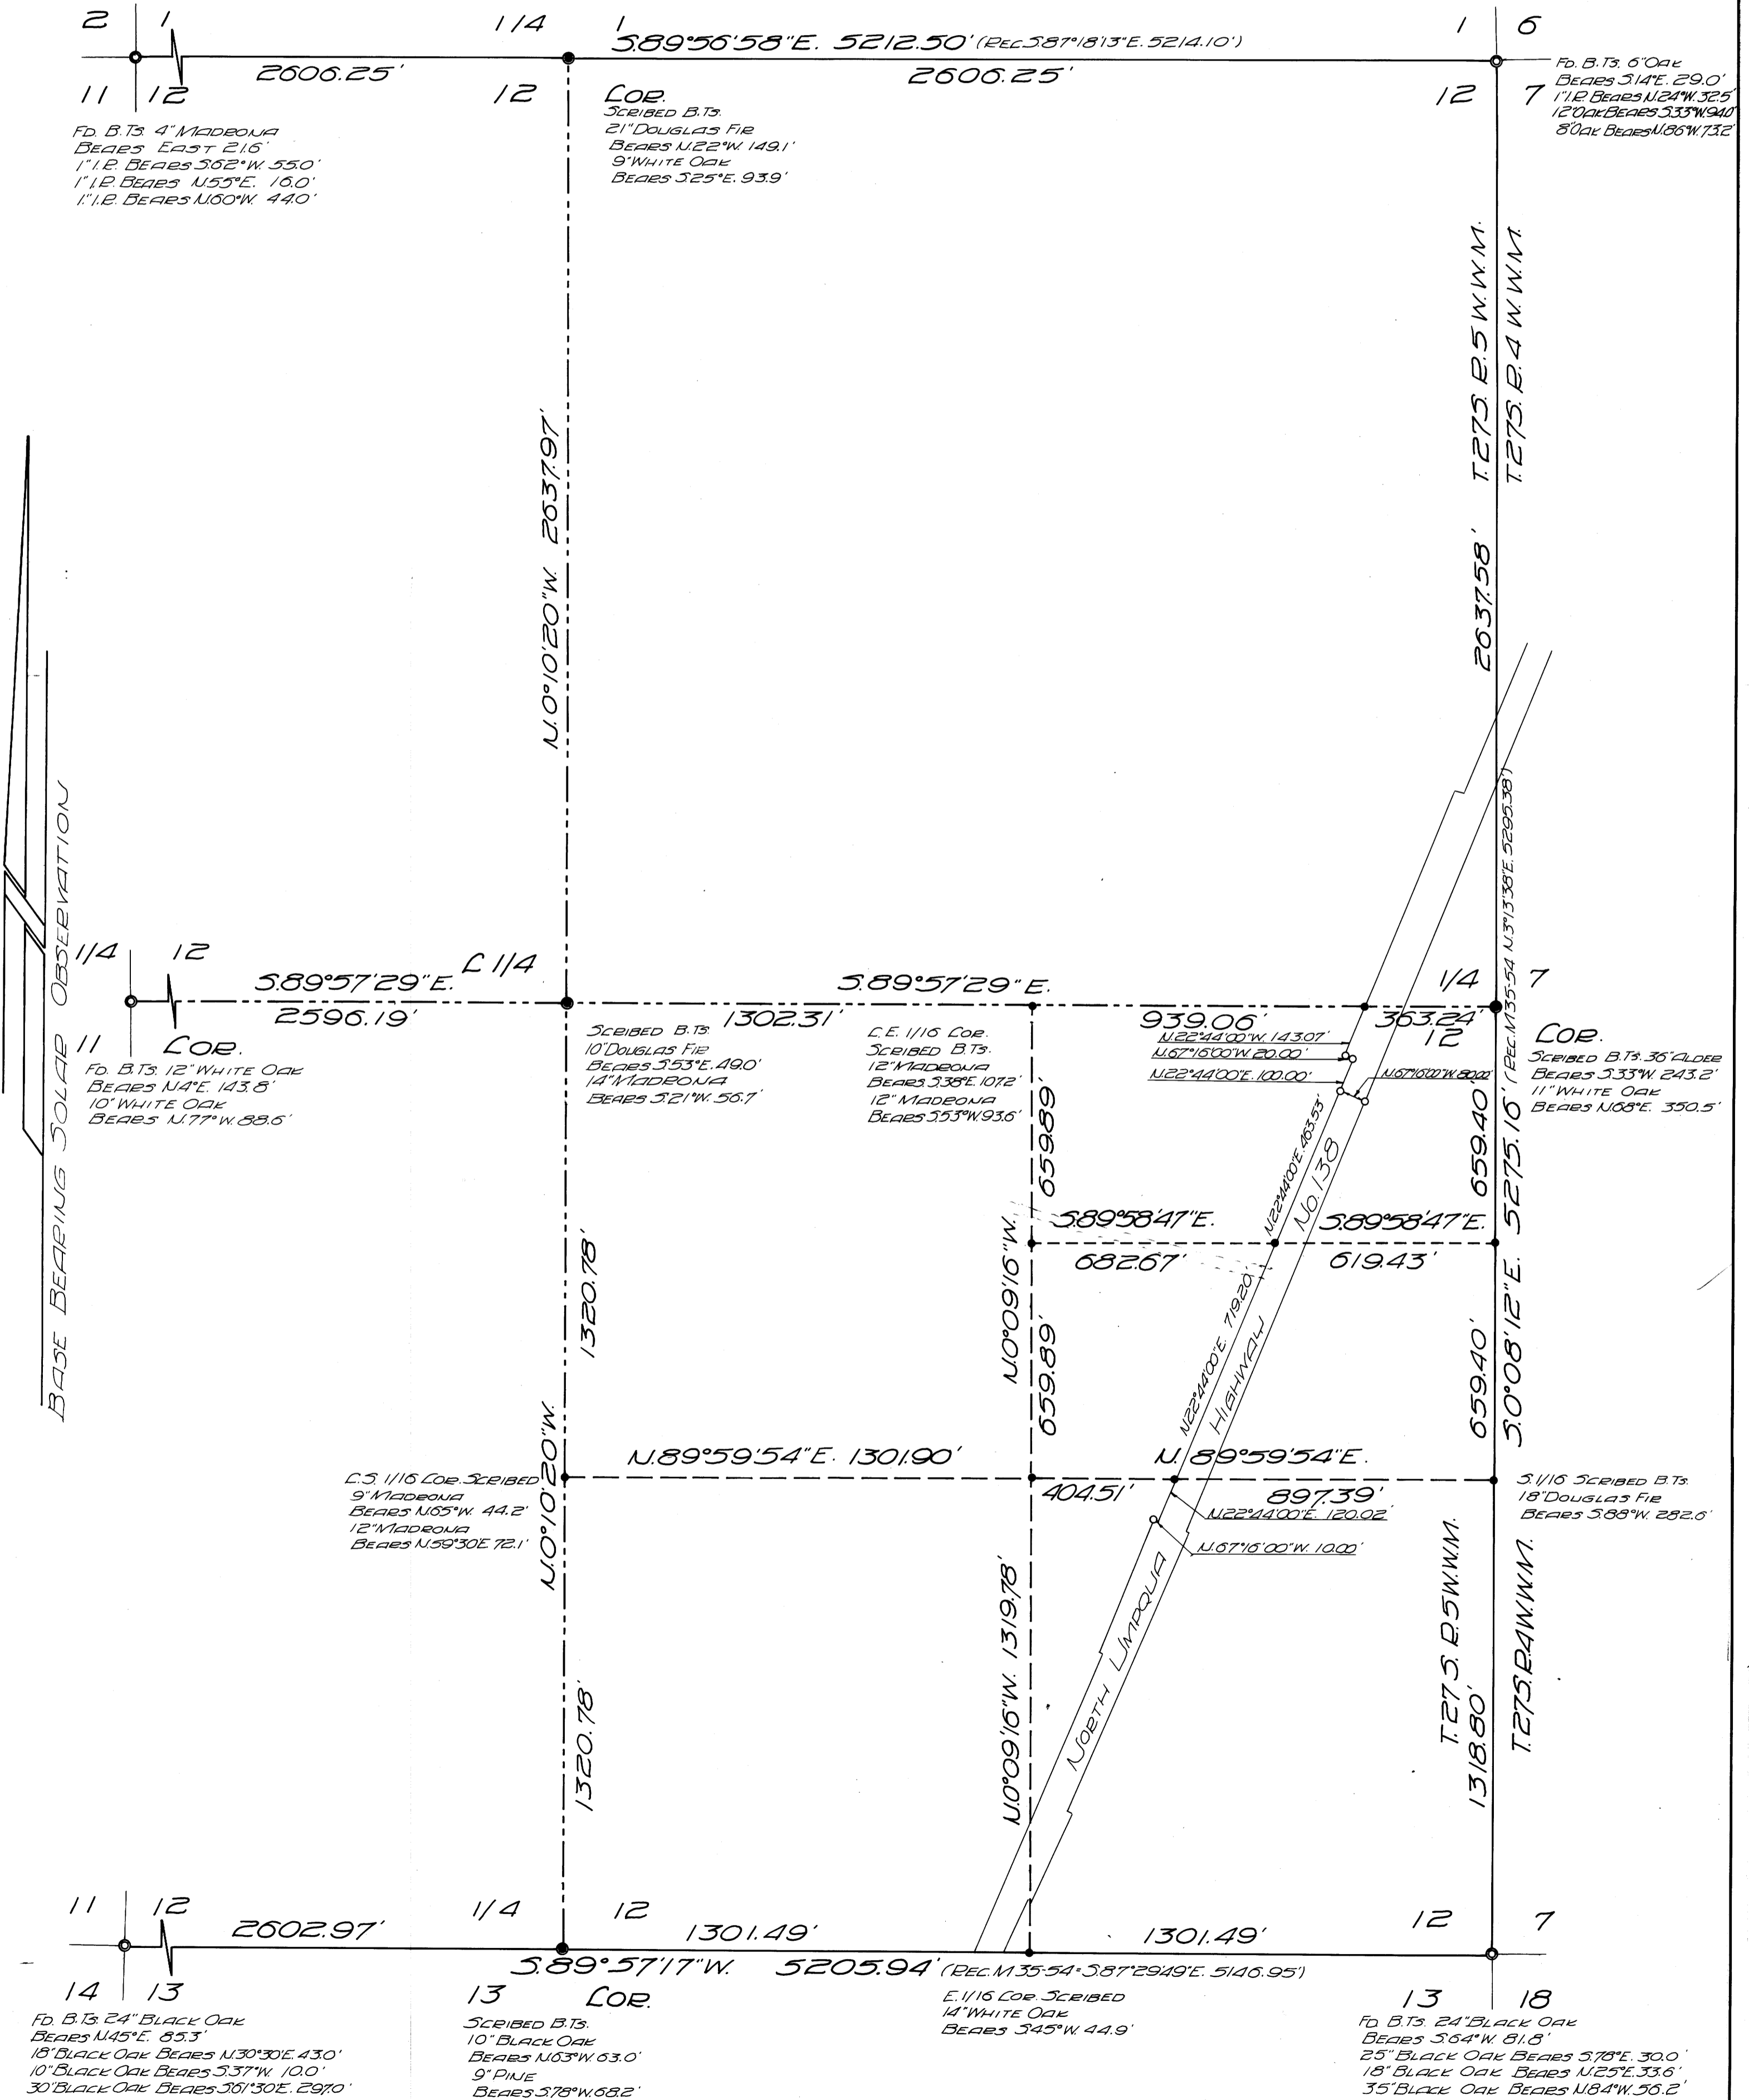 2 | 1
1/4 1
1 | 6
S.89°56'58"E. 5212.50' (REC.S87°18'13"E. 5214.10')
2606.25'
2606.25'
11 | 12
12
COR.
12 | 7
FD. B.TS. 4" MADRONA
BEARS EAST 21.6'
1" I.P. BEARS S62°W. 55.0'
1" I.P. BEARS N55°E. 16.0'
1." I.P. BEARS N.60°W. 44.0'
SCRIBED B.TS.
21" DOUGLAS FIR
BEARS N.22°W. 149.1'
9" WHITE OAK
BEARS S25°E. 93.9'
FD. B.TS. 6" OAK
BEARS S.14°E. 29.0'
1" I.P. BEARS N.24°W. 32.5'
12" OAK BEARS S.33°W. 94.0'
8" OAK BEARS N.86°W. 73.2'
T.27S. R.5 W.W.M.
T.27S. R.4 W.W.M.
N.0°10'20"W. 2637.97'
2637.58'
BASE BEARING SOLAR OBSERVATION
1/4 12
C 1/4
S.89°57'29"E.
2596.19'
S.89°57'29"E.
1302.31'
939.06'
363.24'
1/4 7
12
11 COR.
FD. B.TS. 12" WHITE OAK
BEARS N.4°E. 143.8'
10" WHITE OAK
BEARS N.77°W. 88.6'
SCRIBED B.TS.
10" DOUGLAS FIR
BEARS S.53°E. 49.0'
14" MADRONA
BEARS S.21°W. 56.7'
C.E. 1/16 COR.
SCRIBED B.TS.
12" MADRONA
BEARS S.38°E. 107.2'
12" MADRONA
BEARS S.53°W. 93.6'
N.22°44'00"W. 143.07'
N.67°16'00"W. 20.00'
N.22°44'00"E. 100.00'
N.67°16'00"W. 80.00'
COR.
SCRIBED B.TS. 36" ALDER
BEARS S.33°W. 243.2'
11" WHITE OAK
BEARS N.68°E. 350.5'
659.89'
N.22°44'00"E. 463.53'
659.40'
S.0°08'12"E. 5275.16' (REC.M35-54 N.3°13'38"E. 5295.38')
S.89°58'47"E.
682.67'
S.89°58'47"E.
619.43'
1320.78'
N.0°09'16"W.
659.89'
N.22°44'00"E. 719.20'
NORTH UMPQUA HIGHWAY No. 138
659.40'
N.89°59'54"E. 1301.90'
N. 89°59'54"E.
404.51'
897.39'
N.22°44'00"E. 120.02'
N.67°16'00"W. 10.00'
C.S. 1/16 COR. SCRIBED
9" MADRONA
BEARS N.65°W. 44.2'
12" MADRONA
BEARS N.59°30'E. 72.1'
N.0°10'20"W.
S.1/16 SCRIBED B.TS.
18" DOUGLAS FIR
BEARS S.88°W. 282.6'
1320.78'
N.0°09'16"W. 1319.78'
T.27 S. R.5W.W.M.
1318.80'
T.27S.R.4W.W.M.
11 | 12
2602.97'
1/4 12
1301.49'
1301.49'
12 7
S.89°57'17"W. 5205.94' (REC.M 35-54 = S.87°29'49"E. 5146.95')
14 | 13
13 COR.
13 | 18
FD. B.TS. 24" BLACK OAK
BEARS N.45°E. 85.3'
18" BLACK OAK BEARS N.30°30'E. 43.0'
10" BLACK OAK BEARS S.37°W. 10.0'
30" BLACK OAK BEARS S61°30'E. 297.0'
SCRIBED B.TS.
10" BLACK OAK
BEARS N.63°W. 63.0'
9" PINE
BEARS S.78°W. 68.2'
E.1/16 COR. SCRIBED
14" WHITE OAK
BEARS S45°W. 44.9'
FD. B.TS. 24" BLACK OAK
BEARS S.64°W. 81.8'
25" BLACK OAK BEARS S.78°E. 30.0'
18" BLACK OAK BEARS N.25°E. 33.6'
35" BLACK OAK BEARS N.84°W. 56.2'